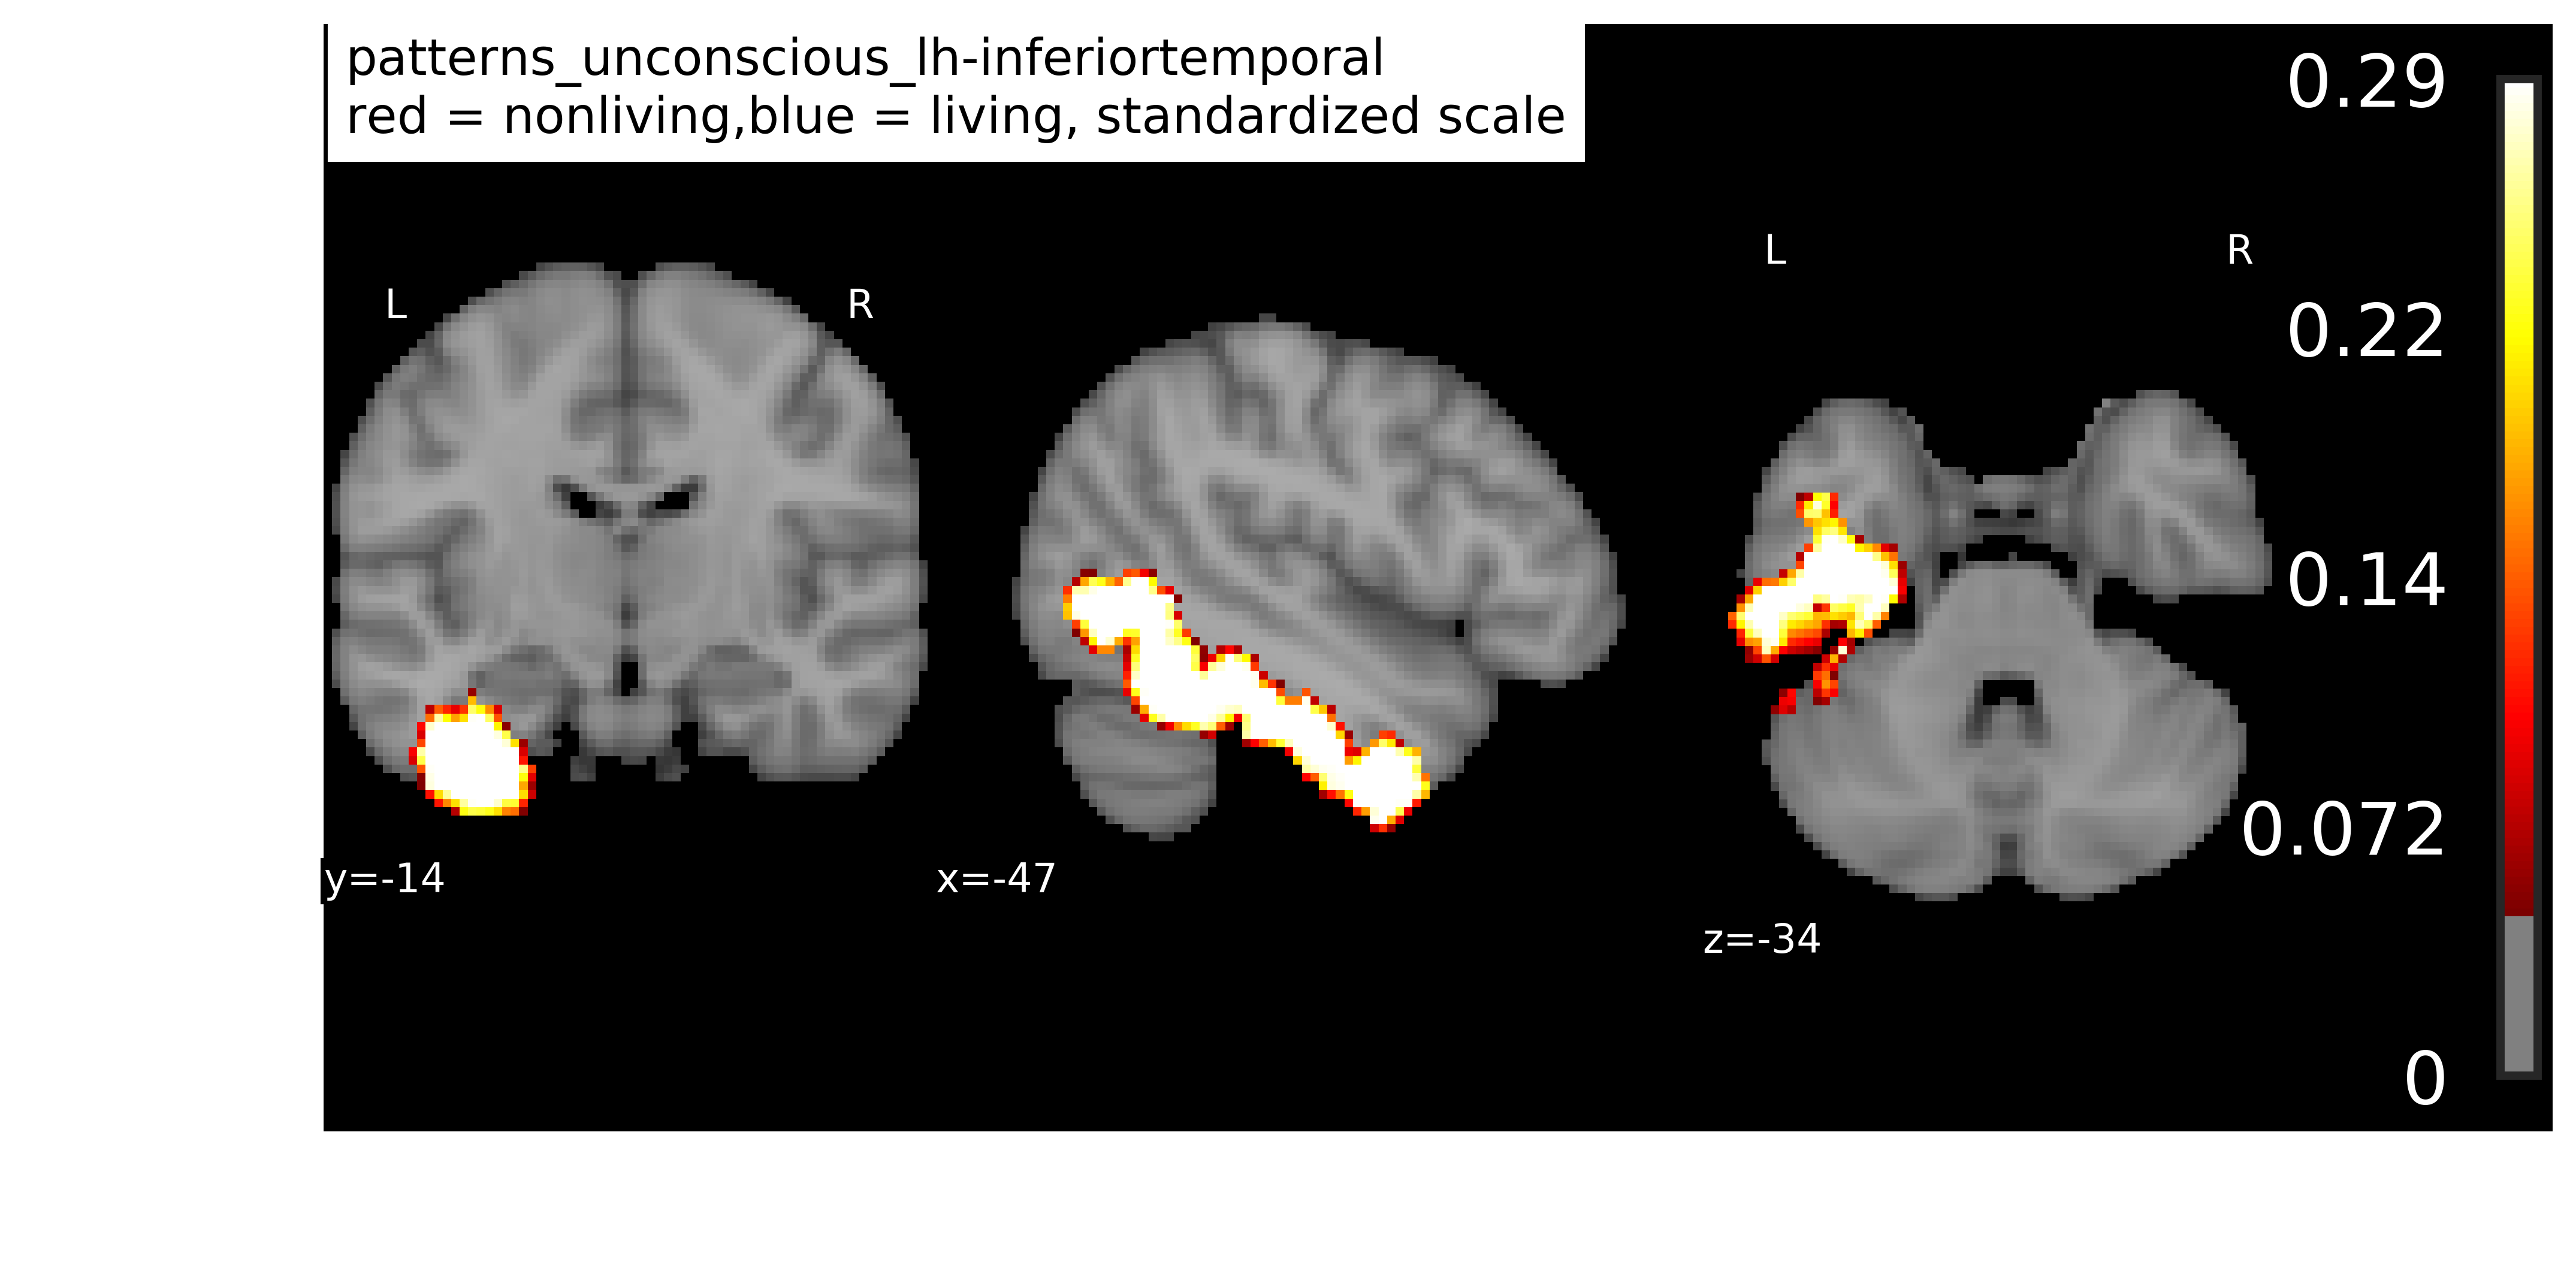 patterns_unconscious_lh-inferiortemporal
red = nonliving,blue = living, standardized scale
L
R
L
R
y=-14
x=-47
z=-34
0.29
0.22
0.14
0.072
0